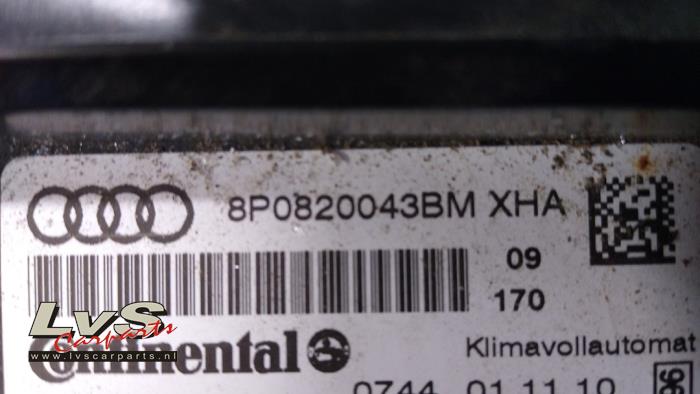 8P0820043BM XHA
09
170
LvS
Carparts
www.lvscarparts.nl
Continental
Klimavollautomat
0744 01.11.10